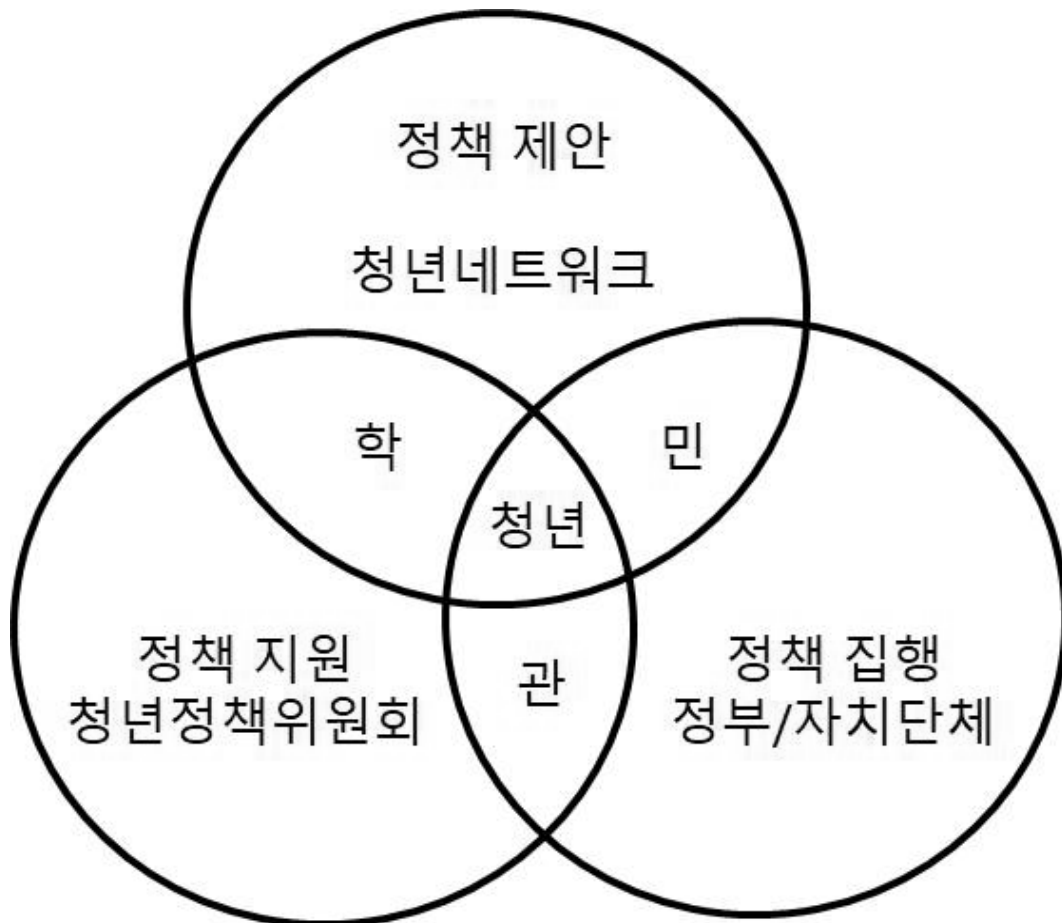 정책 제안
청년네트워크
학
민
청년
정책 지원
청년정책위원회
관
정책 집행
정부/자치단체